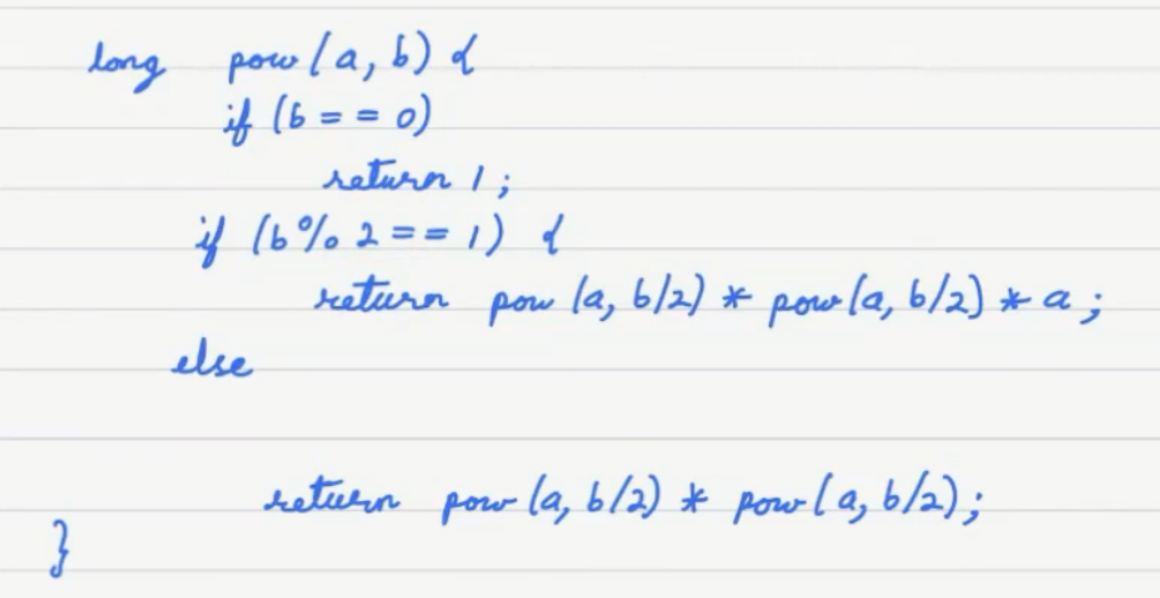 long pow(a, b) {
if (b == 0)
return 1;
if (b % 2 == 1) {
return pow(a, b/2) * pow(a, b/2) * a;
else
return pow(a, b/2) * pow(a, b/2);
}